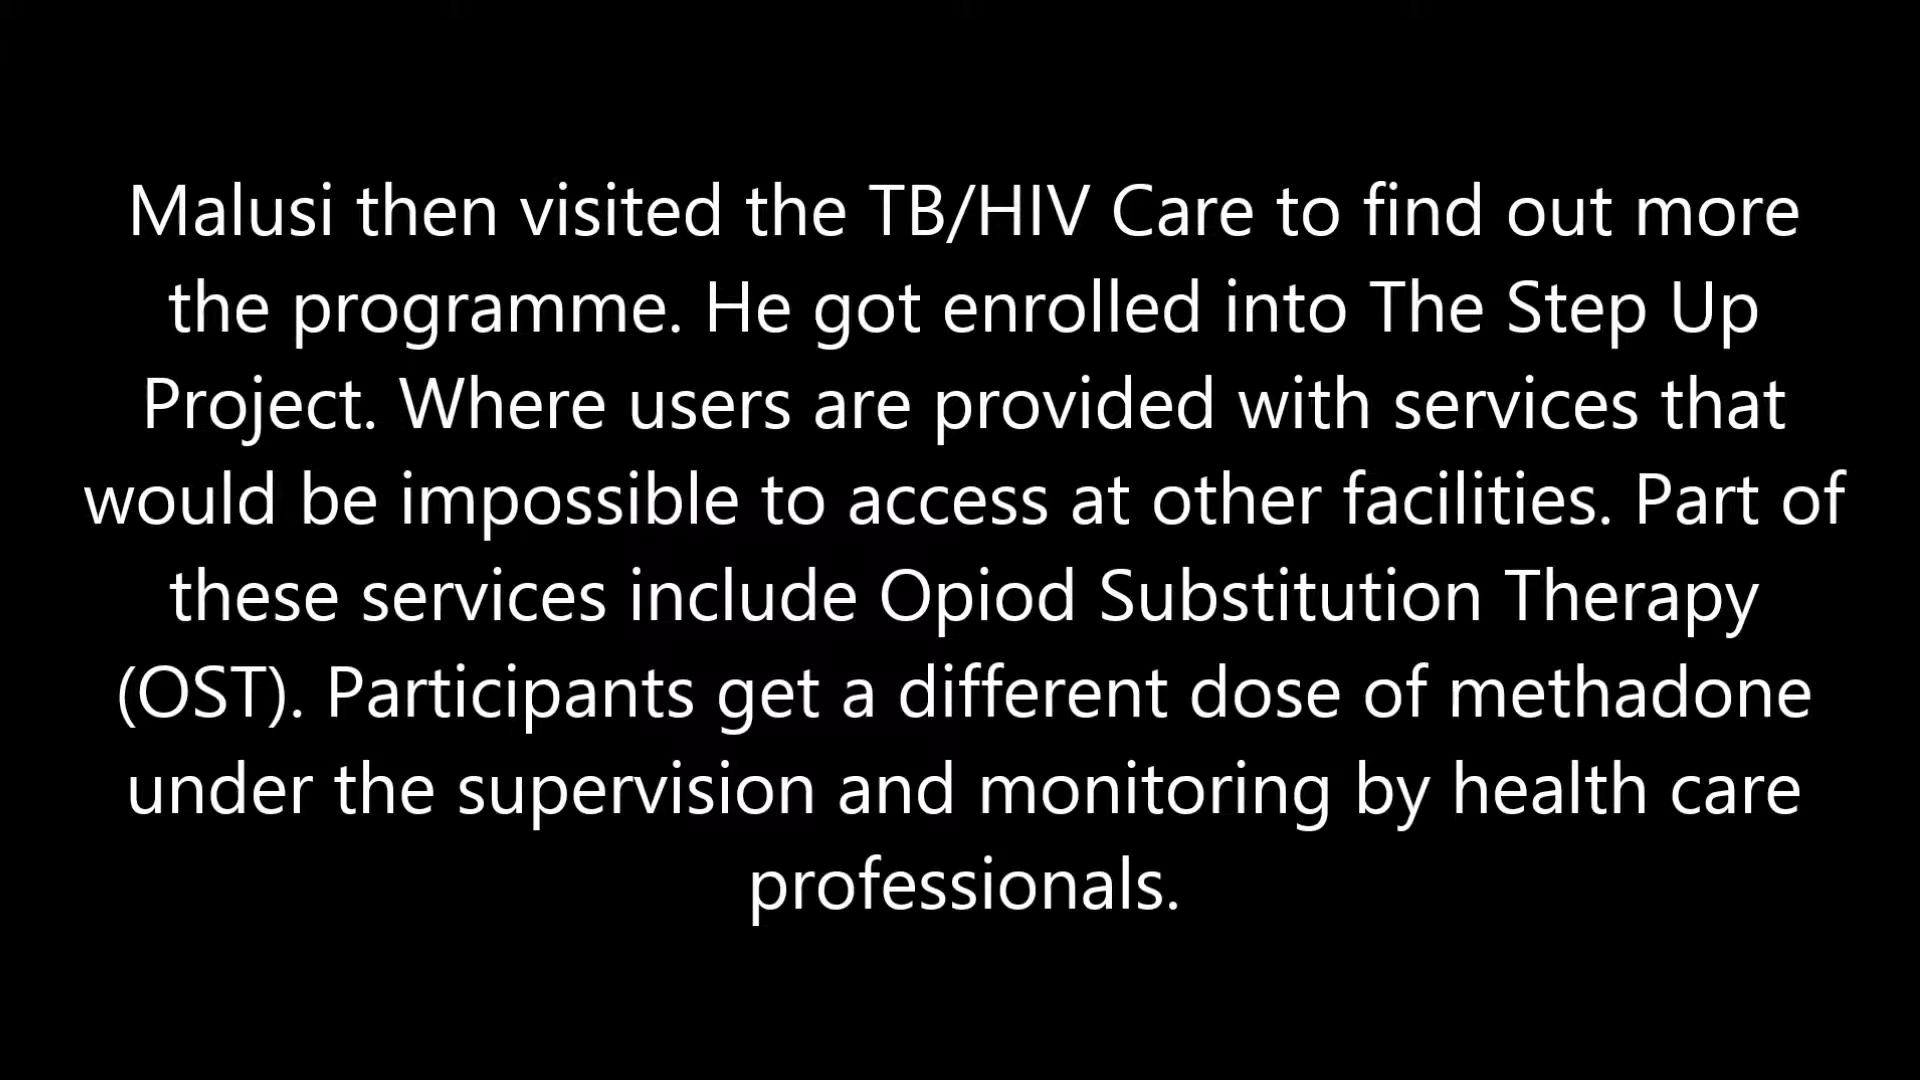 Malusi then visited the TB/HIV Care to find out more
the programme. He got enrolled into The Step Up
Project. Where users are provided with services that
would be impossible to access at other facilities. Part of
these services include Opiod Substitution Therapy
(OST). Participants get a different dose of methadone
under the supervision and monitoring by health care
professionals.